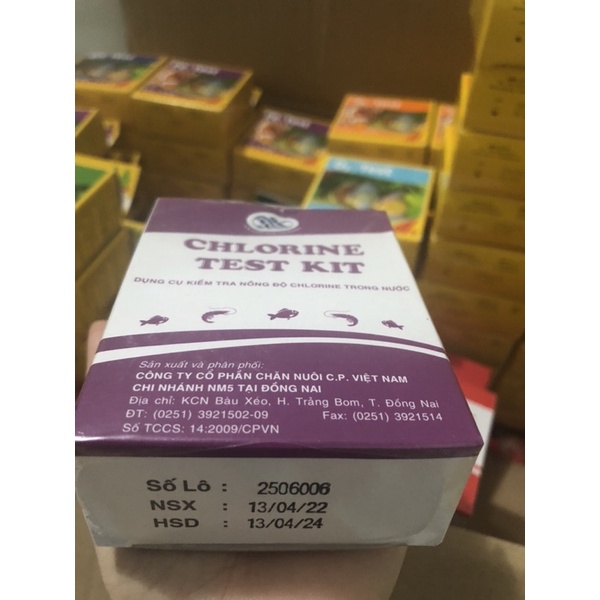 CHLORINE
TEST KIT
DỤNG CỤ KIỂM TRA NỒNG ĐỘ CHLORINE TRONG NƯỚC
Sản xuất và phân phối:
CÔNG TY CỔ PHẦN CHĂN NUÔI C.P. VIỆT NAM
CHI NHÁNH NM5 TẠI ĐỒNG NAI
Địa chỉ: KCN Bàu Xéo, H. Trảng Bom, T. Đồng Nai
ĐT: (0251) 3921502-09 Fax: (0251) 3921514
Số TCCS: 14:2009/CPVN
Số Lô : 2506006
NSX : 13/04/22
HSD : 13/04/24